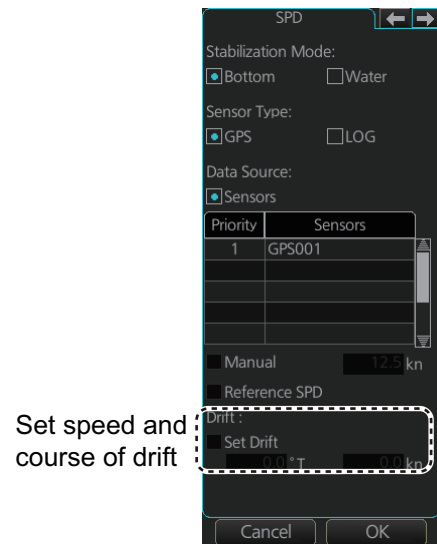 SPD
Stabilization Mode:
Bottom Water
Sensor Type:
GPS LOG
Data Source:
Sensors
Priority Sensors
1 GPS001
Manual 12.5 kn
Reference SPD
Drift :
Set Drift
0.0 °T 0.0 kn
Set speed and
course of drift
Cancel OK